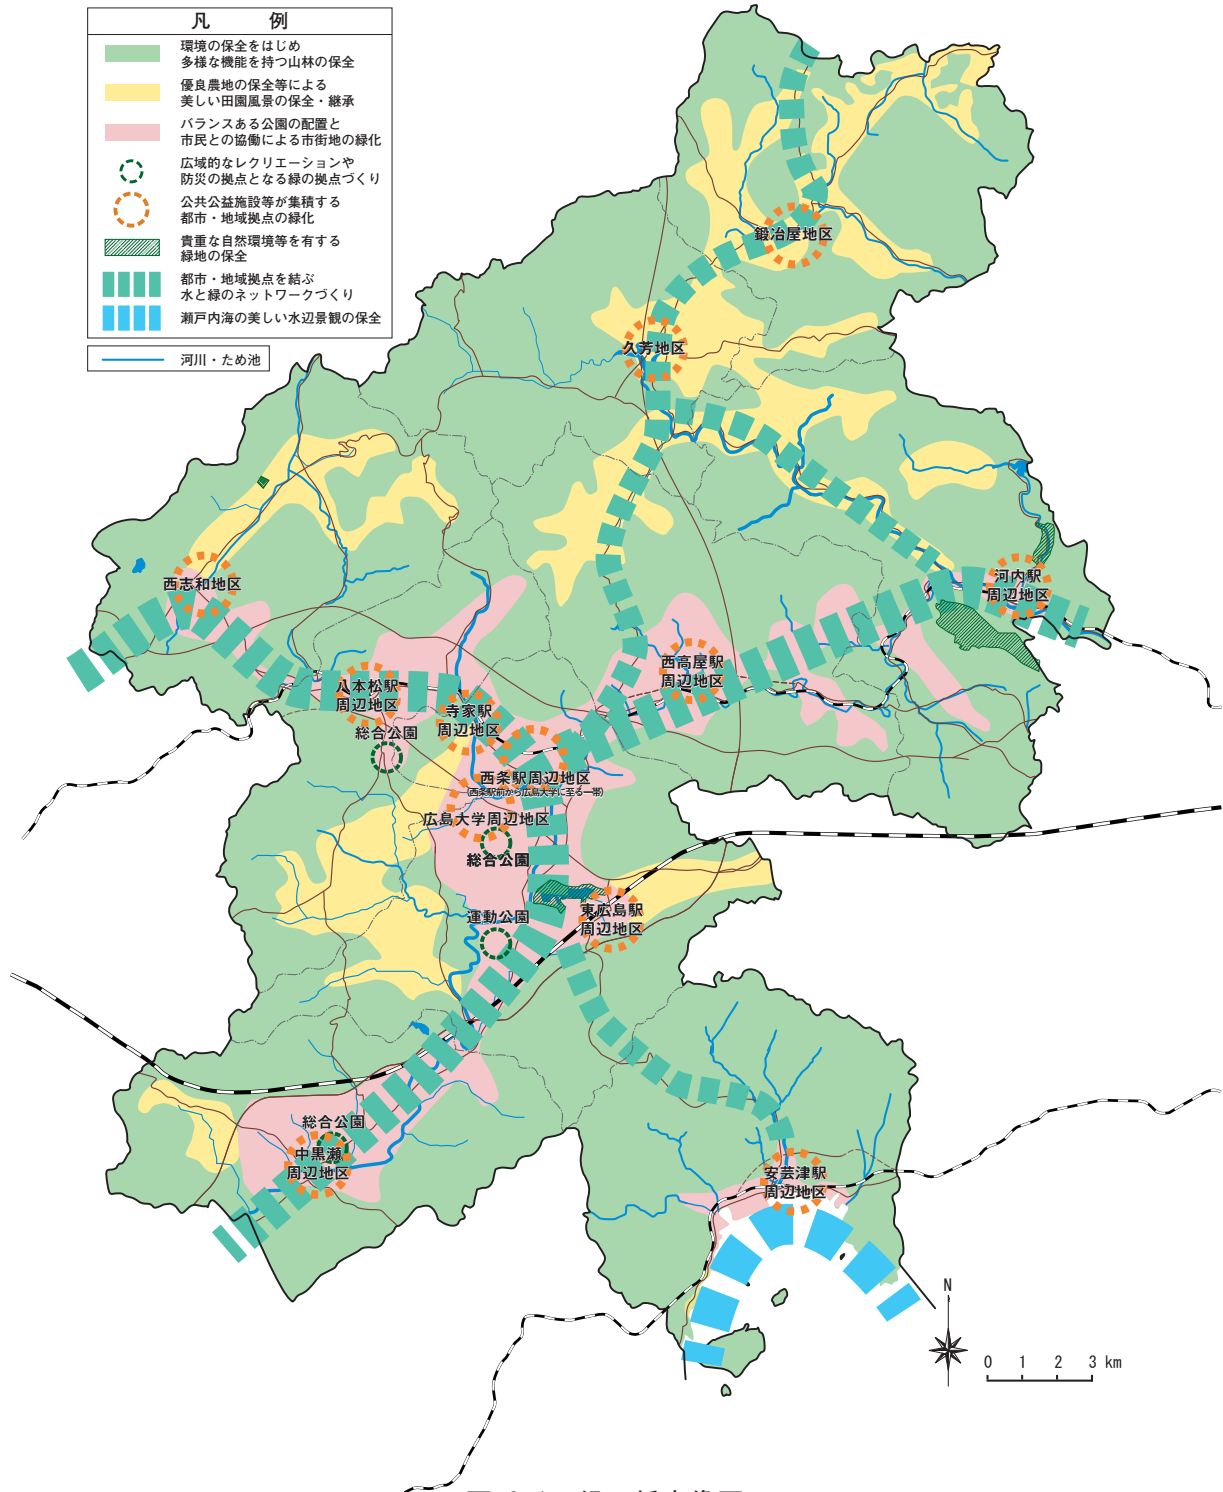 凡 例
環境の保全をはじめ
多様な機能を持つ山林の保全
優良農地の保全等による
美しい田園風景の保全・継承
バランスある公園の配置と
市民との協働による市街地の緑化
広域的なレクリエーションや
防災の拠点となる緑の拠点づくり
公共公益施設等が集積する
都市・地域拠点の緑化
貴重な自然環境等を有する
緑地の保全
都市・地域拠点を結ぶ
水と緑のネットワークづくり
瀬戸内海の美しい水辺景観の保全
河川・ため池
鍛冶屋地区
久芳地区
西志和地区
河内駅
周辺地区
西高屋駅
周辺地区
八本松駅
周辺地区
寺家駅
周辺地区
総合公園
西条駅周辺地区
(西条駅前から広島大学に至る一帯)
広島大学周辺地区
総合公園
東広島駅
周辺地区
運動公園
総合公園
中黒瀬
周辺地区
安芸津駅
周辺地区
N
0 1 2 3 km